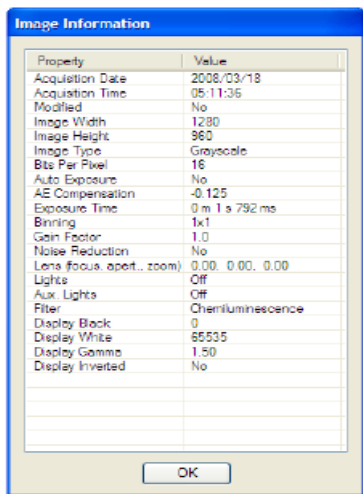 Image Information
Property Value
Acquisition Date 2008/03/18
Acquisition Time 05:11:36
Modified No
Image Width 1280
Image Height 960
Image Type Grayscale
Bits Per Pixel 16
Auto Exposure No
AE Compensation -0.125
Exposure Time 0 m 1 s 792 ms
Binning 1x1
Gain Factor 1.0
Noise Reduction No
Lens (focus, apert., zoom) 0.00, 0.00, 0.00
Lights Off
Aux. Lights Off
Filter Chemiluminescence
Display Black 0
Display White 65535
Display Gamma 1.50
Display Inverted No
OK